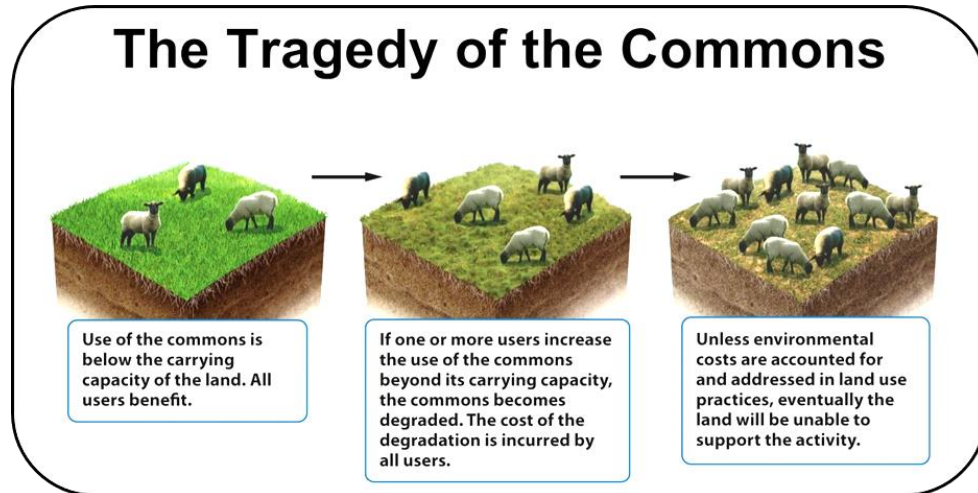 The Tragedy of the Commons
Use of the commons is
below the carrying
capacity of the land. All
users benefit.
If one or more users increase
the use of the commons
beyond its carrying capacity,
the commons becomes
degraded. The cost of the
degradation is incurred by
all users.
Unless environmental
costs are accounted for
and addressed in land use
practices, eventually the
land will be unable to
support the activity.